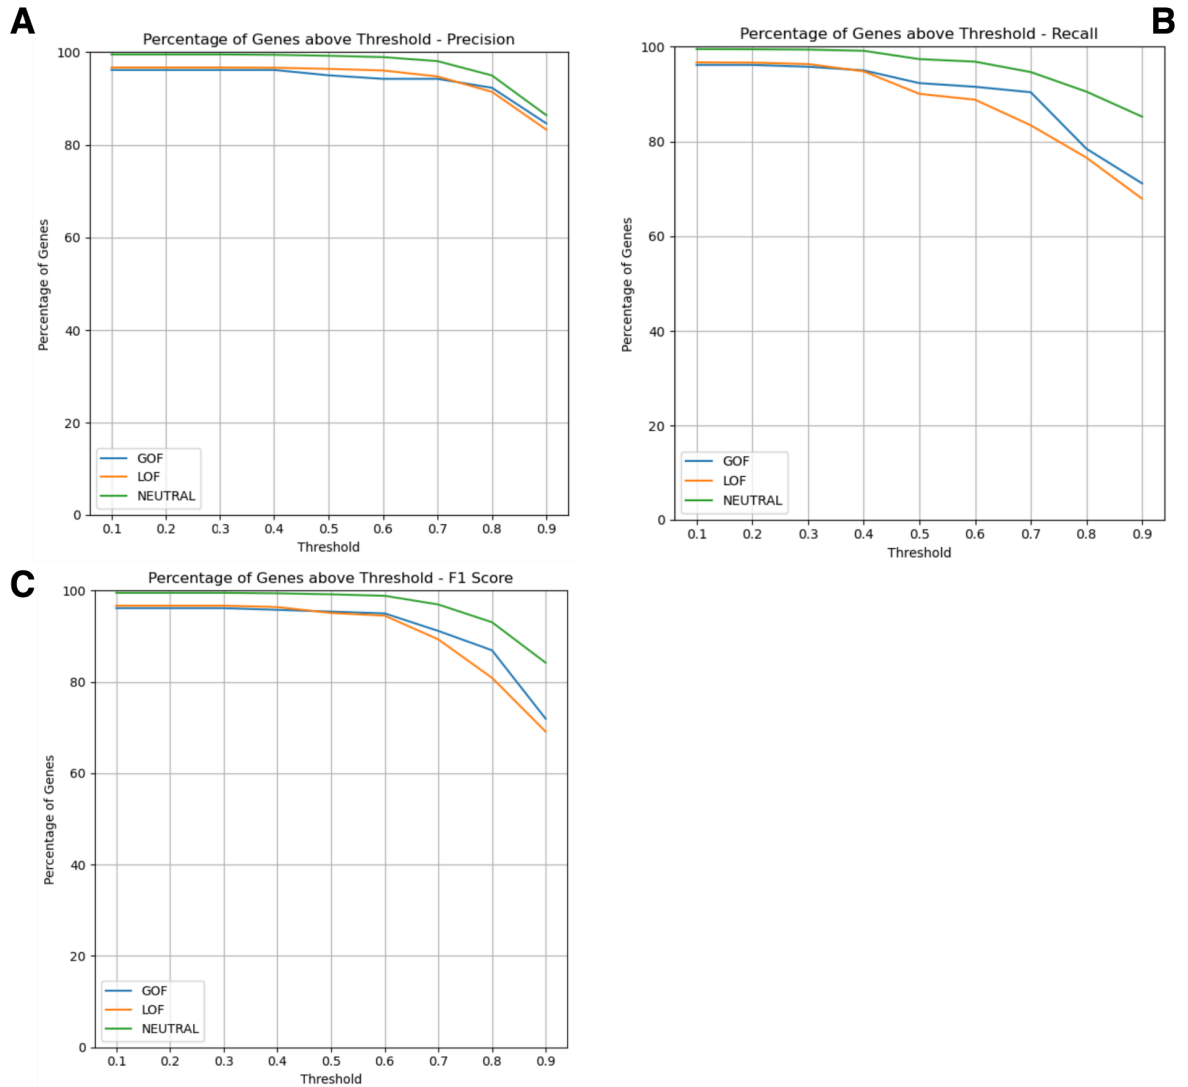 A
Percentage of Genes above Threshold - Precision
100
80
60
40
20
0
Percentage of Genes
GOF
LOF
NEUTRAL
0.1 0.2 0.3 0.4 0.5 0.6 0.7 0.8 0.9
Threshold
B
Percentage of Genes above Threshold - Recall
100
80
60
40
20
0
Percentage of Genes
GOF
LOF
NEUTRAL
0.1 0.2 0.3 0.4 0.5 0.6 0.7 0.8 0.9
Threshold
C
Percentage of Genes above Threshold - F1 Score
100
80
60
40
20
0
Percentage of Genes
GOF
LOF
NEUTRAL
0.1 0.2 0.3 0.4 0.5 0.6 0.7 0.8 0.9
Threshold